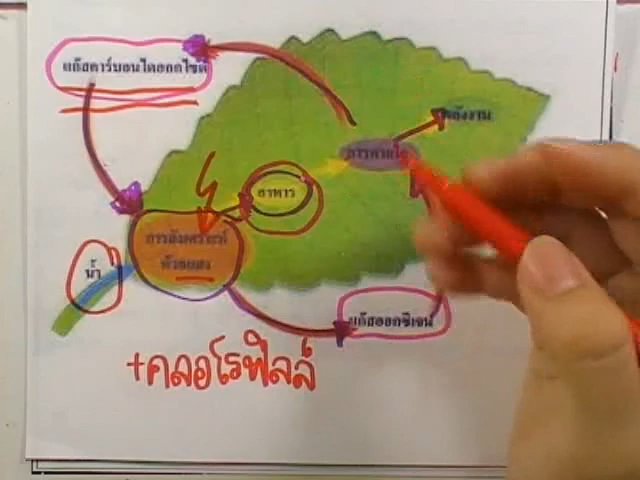 แก๊สคาร์บอนไดออกไซด์
พลังงาน
การหายใจ
อาหาร
การสังเคราะห์
ด้วยแสง
น้ำ
แก๊สออกซิเจน
+คลอโรฟิลล์